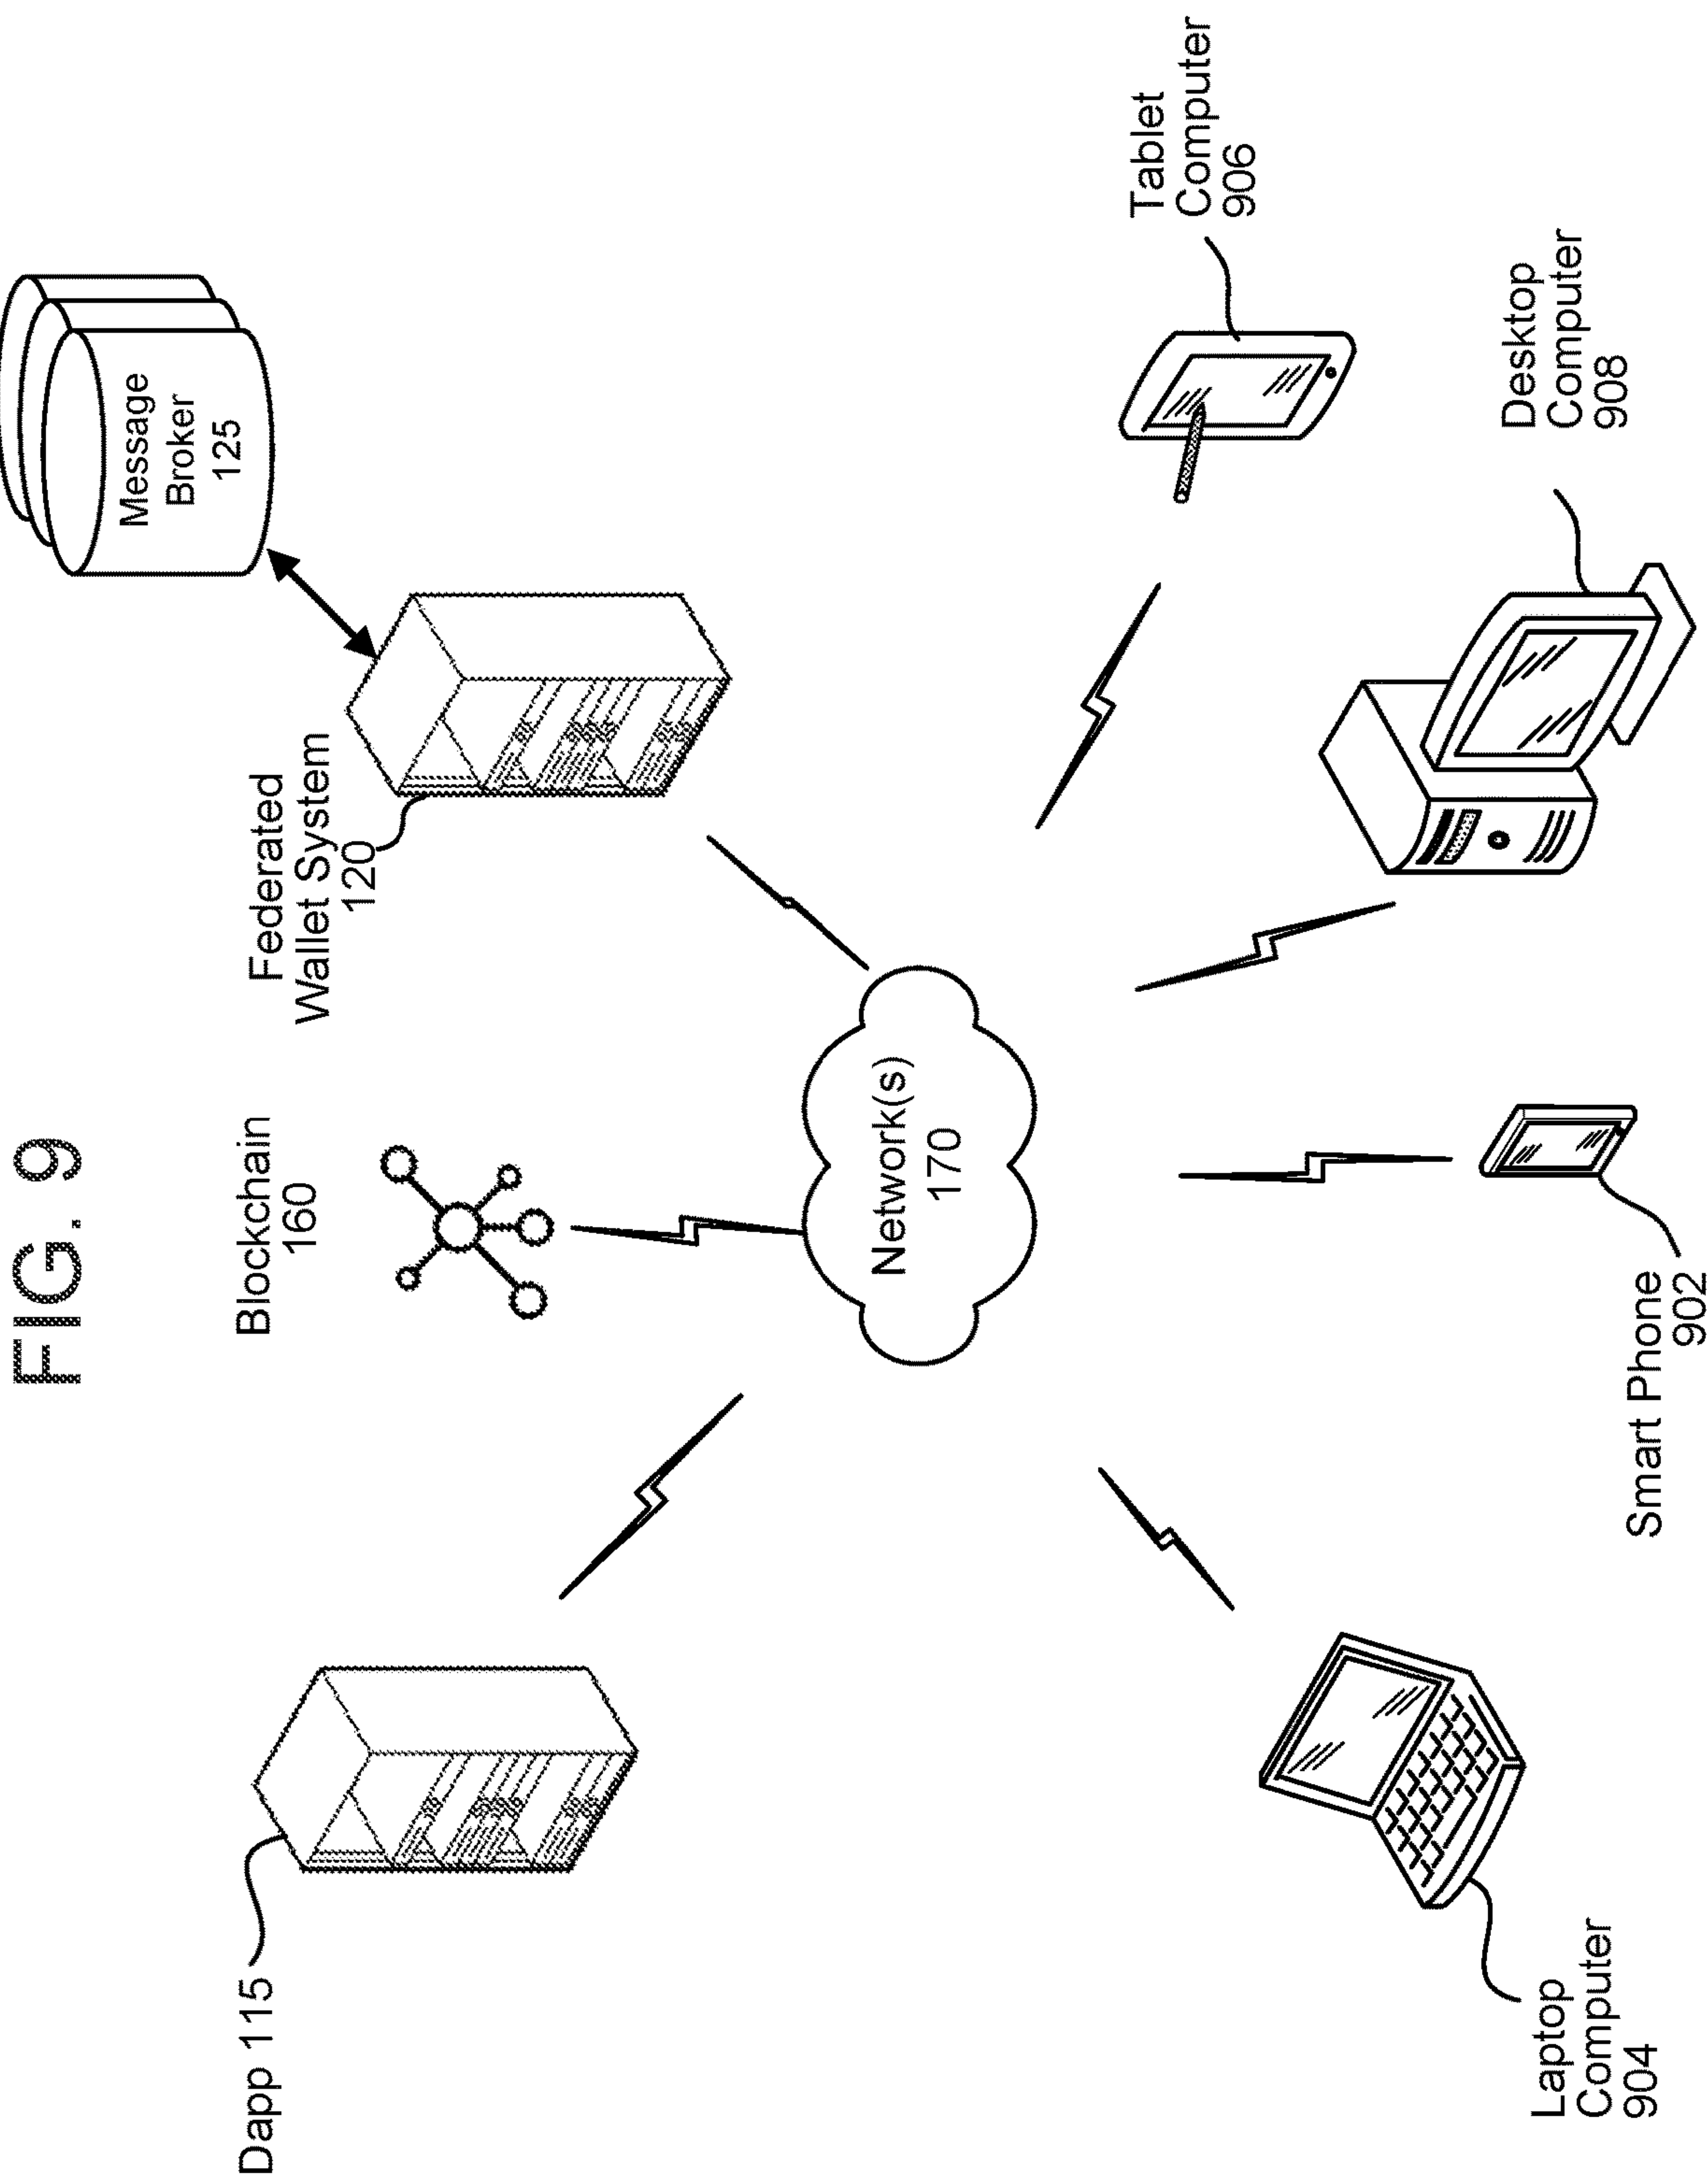 FIG. 9
Dapp 115
Blockchain
160
Federated
Wallet System
120
Message
Broker
125
Network(s)
170
Laptop
Computer
904
Smart Phone
902
Desktop
Computer
908
Tablet
Computer
906